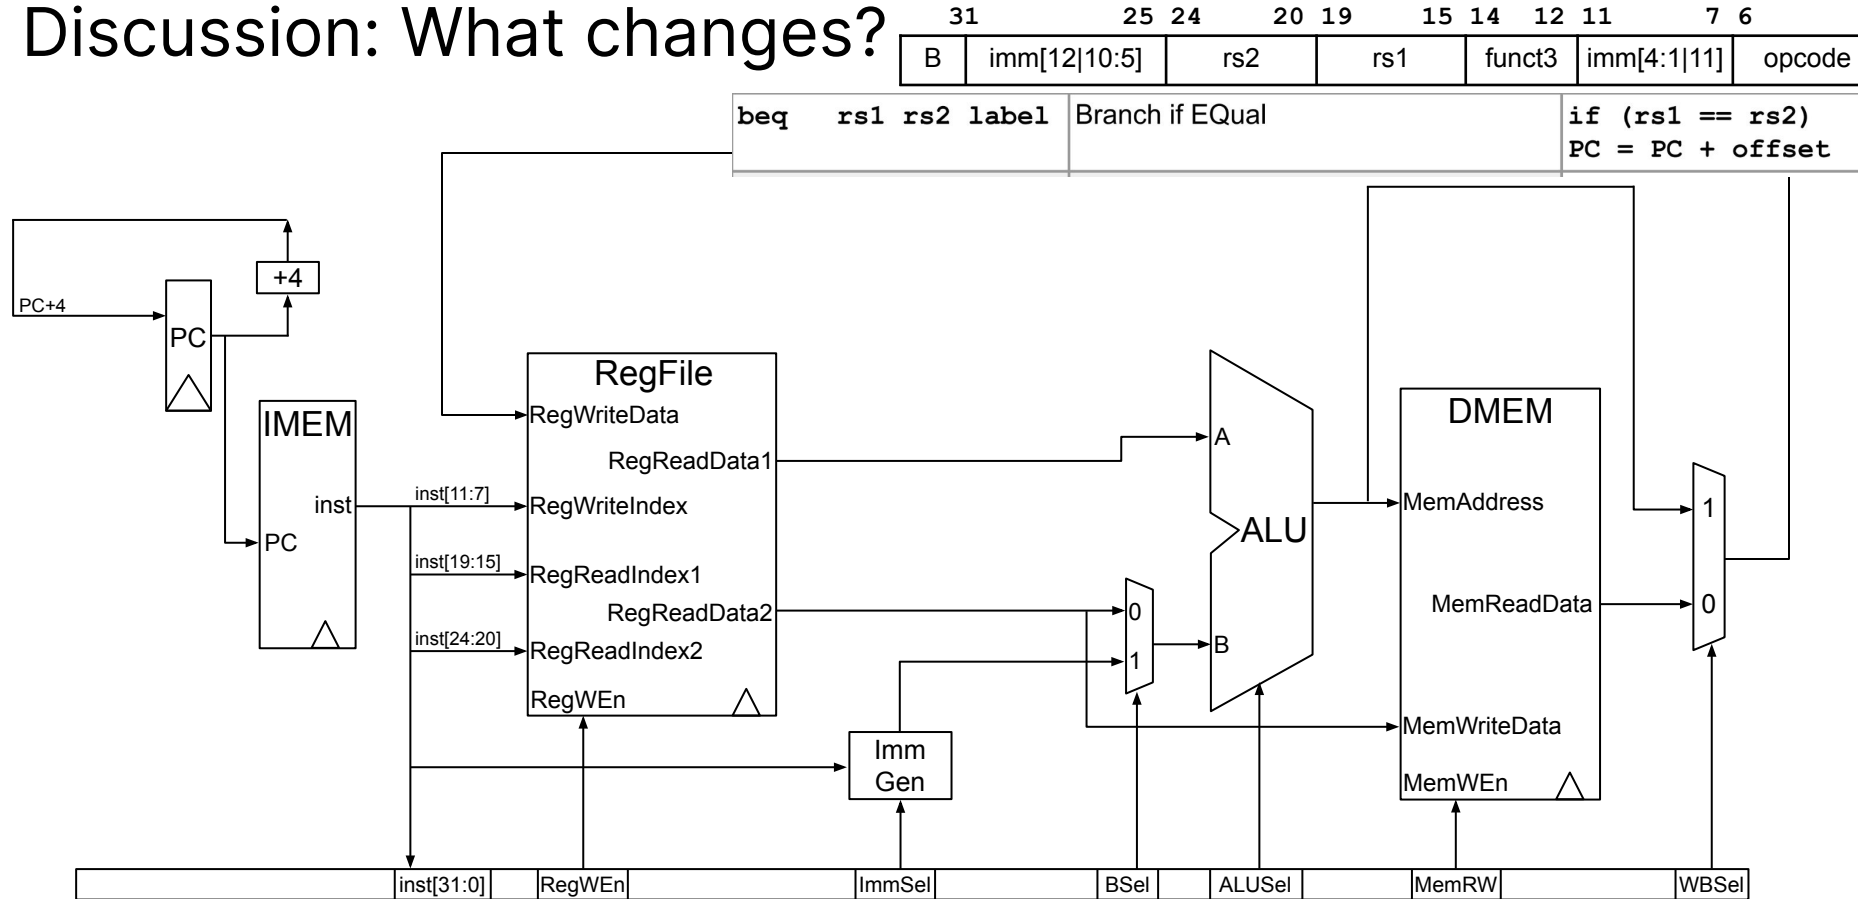 Discussion: What changes?
31 25 24 20 19 15 14 12 11 7 6
B imm[12|10:5] rs2 rs1 funct3 imm[4:1|11] opcode
beq rs1 rs2 label Branch if EQual if (rs1 == rs2)
PC = PC + offset
+4
PC+4
PC
IMEM
inst
PC
inst[11:7]
inst[19:15]
inst[24:20]
RegFile
RegWriteData
RegReadData1
RegWriteIndex
RegReadIndex1
RegReadData2
RegReadIndex2
RegWEn
Imm
Gen
0
1
A
ALU
B
DMEM
MemAddress
MemReadData
MemWriteData
MemWEn
1
0
inst[31:0] RegWEn ImmSel BSel ALUSel MemRW WBSel